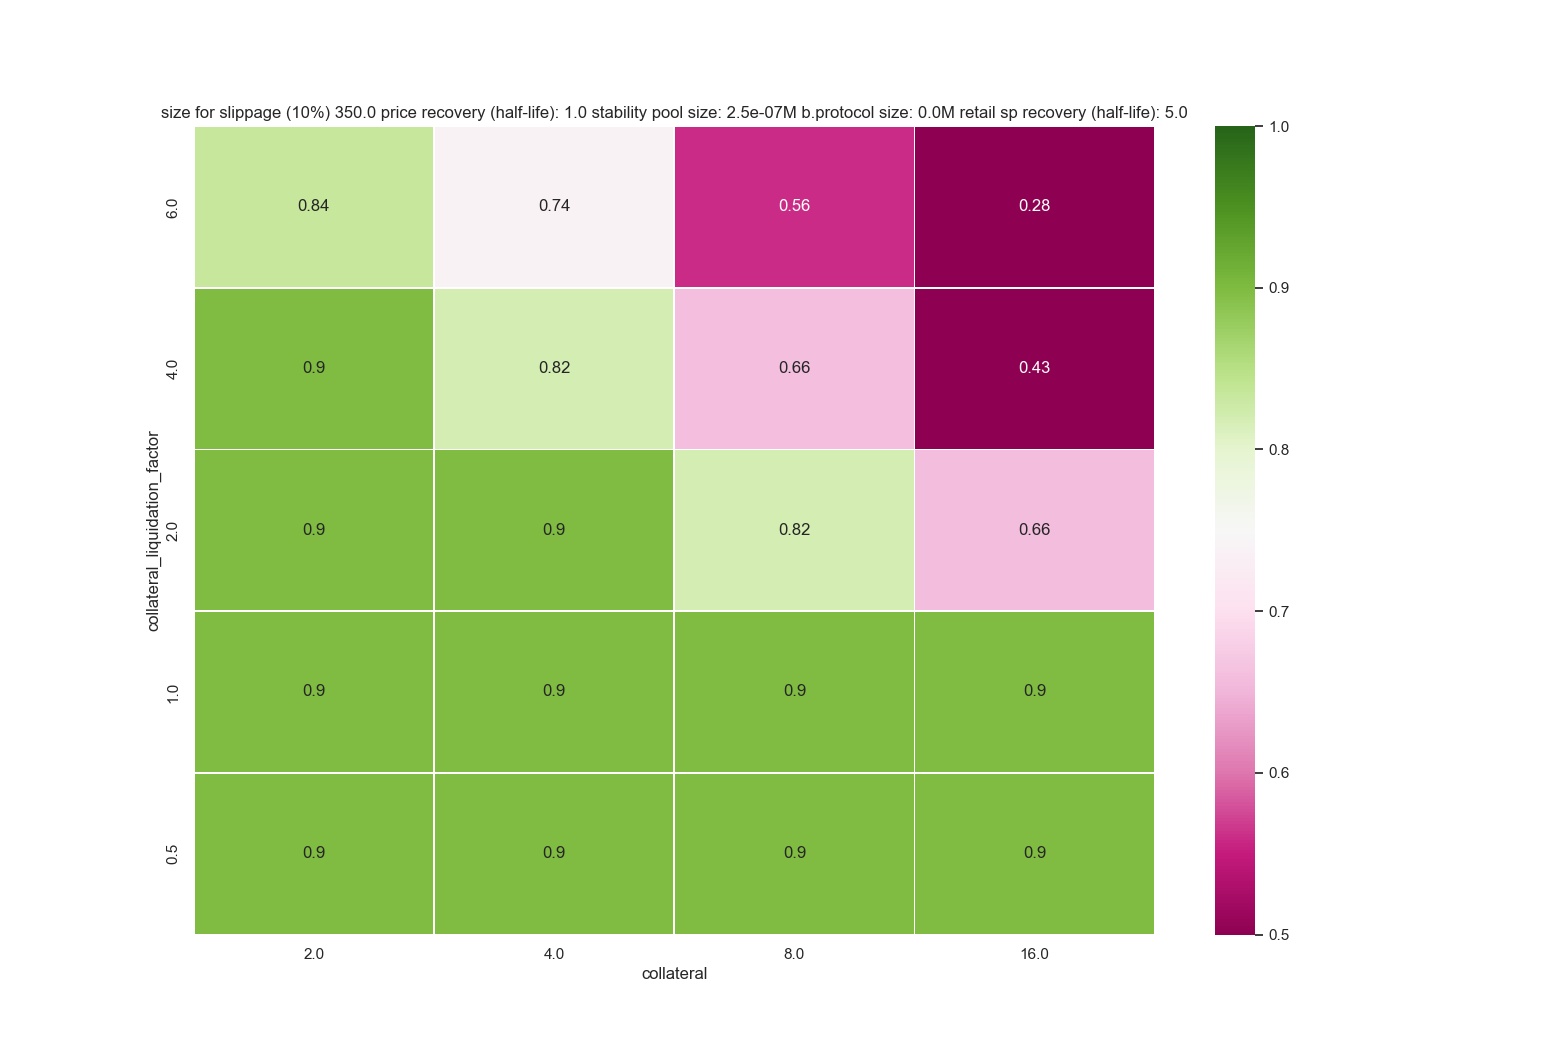 size for slippage (10%) 350.0 price recovery (half-life): 1.0 stability pool size: 2.5e-07M b.protocol size: 0.0M retail sp recovery (half-life): 5.0
collateral_liquidation_factor
6.0
0.84 0.74 0.56 0.28
4.0
0.9 0.82 0.66 0.43
2.0
0.9 0.9 0.82 0.66
1.0
0.9 0.9 0.9 0.9
0.5
0.9 0.9 0.9 0.9
2.0 4.0 8.0 16.0
collateral
1.0
0.9
0.8
0.7
0.6
0.5